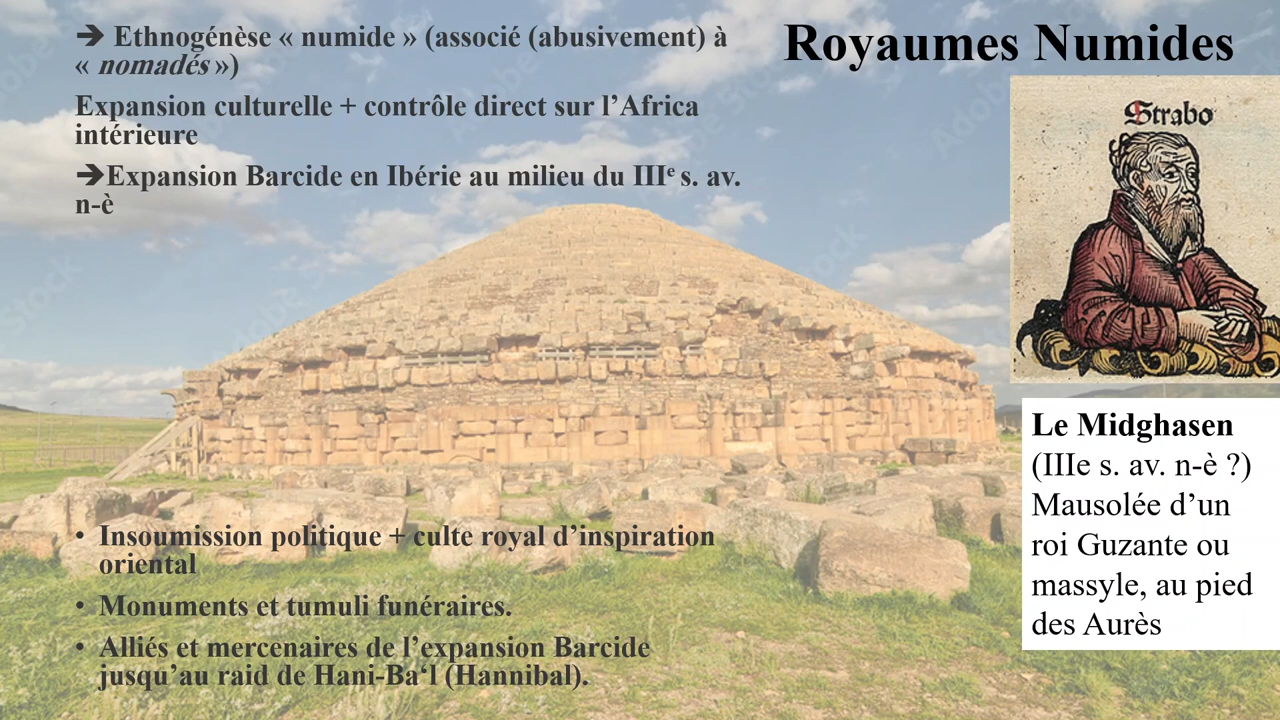 Royaumes Numides
➔ Ethnogénèse « numide » (associé (abusivement) à
« nomadés »)
Expansion culturelle + contrôle direct sur l’Africa
intérieure
➔Expansion Barcide en Ibérie au milieu du IIIᵉ s. av.
n-è
• Insoumission politique + culte royal d’inspiration
oriental
• Monuments et tumuli funéraires.
• Alliés et mercenaires de l’expansion Barcide
jusqu’au raid de Hani-Ba‘l (Hannibal).
Strabo
Le Midghasen
(IIIe s. av. n-è ?)
Mausolée d’un
roi Guzante ou
massyle, au pied
des Aurès